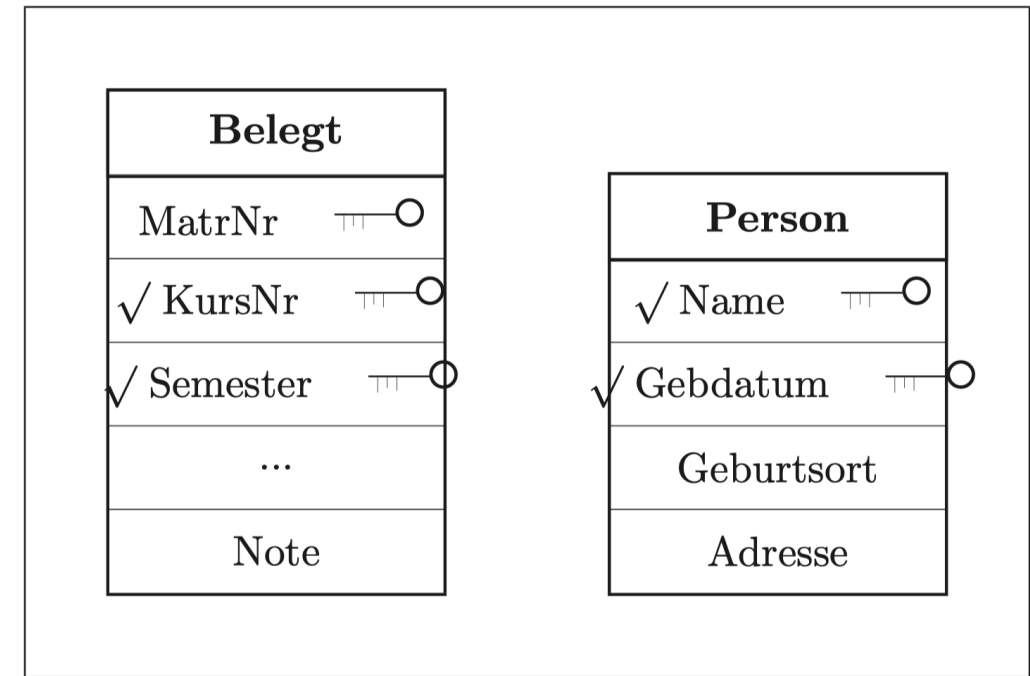 Belegt
MatrNr
√ KursNr
√ Semester
...
Note
Person
√ Name
√ Gebdatum
Geburtsort
Adresse